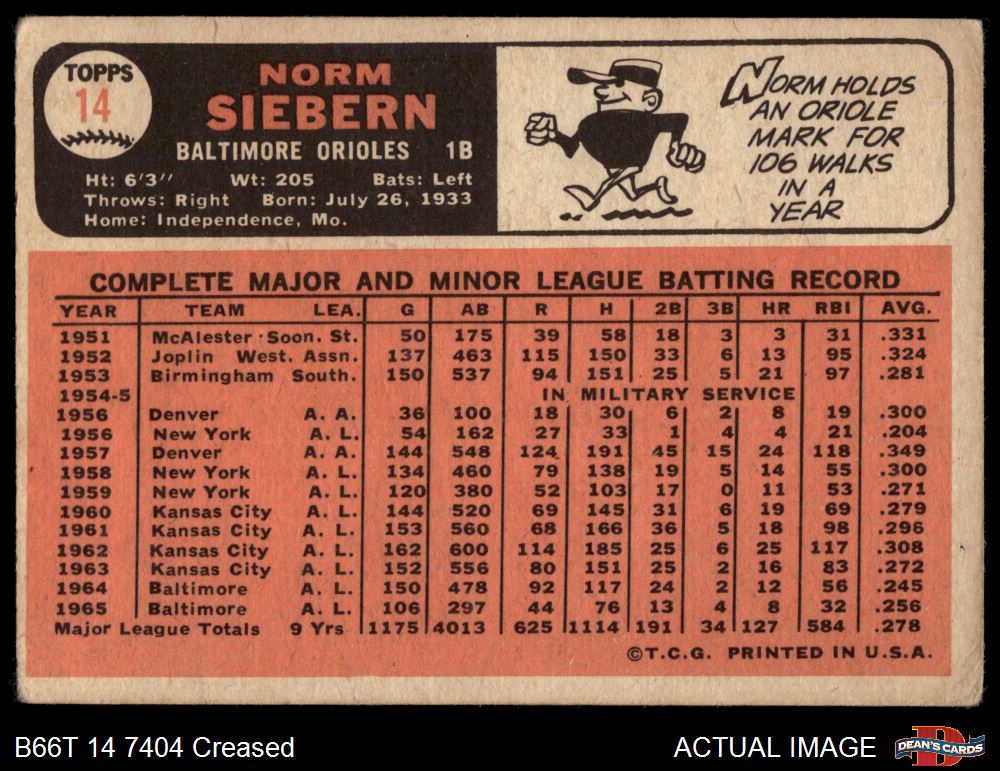 TOPPS
14
NORM
SIEBERN
BALTIMORE ORIOLES 1B
Ht: 6'3" Wt: 205 Bats: Left
Throws: Right Born: July 26, 1933
Home: Independence, Mo.
NORM HOLDS
AN ORIOLE
MARK FOR
106 WALKS
IN A
YEAR
COMPLETE MAJOR AND MINOR LEAGUE BATTING RECORD
YEAR TEAM LEA. G AB R H 2B 3B HR RBI AVG.
1951 McAlester Soon. St. 50 175 39 58 18 3 3 31 .331
1952 Joplin West. Assn. 137 463 115 150 33 6 13 95 .324
1953 Birmingham South. 150 537 94 151 25 5 21 97 .281
1954-5 IN MILITARY SERVICE
1956 Denver A. A. 36 100 18 30 6 2 8 19 .300
1956 New York A. L. 54 162 27 33 1 4 4 21 .204
1957 Denver A. A. 144 548 124 191 45 15 24 118 .349
1958 New York A. L. 134 460 79 138 19 5 14 55 .300
1959 New York A. L. 120 380 52 103 17 0 11 53 .271
1960 Kansas City A. L. 144 520 69 145 31 6 19 69 .279
1961 Kansas City A. L. 153 560 68 166 36 5 18 98 .296
1962 Kansas City A. L. 162 600 114 185 25 6 25 117 .308
1963 Kansas City A. L. 152 556 80 151 25 2 16 83 .272
1964 Baltimore A. L. 150 478 92 117 24 2 12 56 .245
1965 Baltimore A. L. 106 297 44 76 13 4 8 32 .256
Major League Totals 9 Yrs 1175 4013 625 1114 191 34 127 584 .278
©T.C.G. PRINTED IN U.S.A.
B66T 14 7404 Creased
ACTUAL IMAGE
D
DEAN'S CARDS